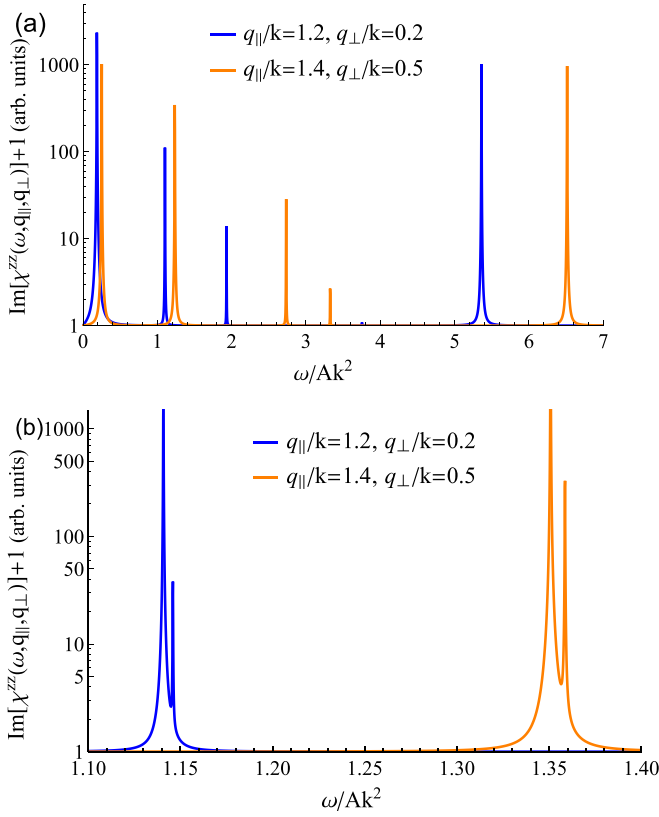 (a)
q||/k=1.2, q⊥/k=0.2
q||/k=1.4, q⊥/k=0.5
Im[χ^zz(ω,q||,q⊥)]+1 (arb. units)
1000
100
10
1
0 1 2 3 4 5 6 7
ω/Ak²
(b)
q||/k=1.2, q⊥/k=0.2
q||/k=1.4, q⊥/k=0.5
Im[χ^zz(ω,q||,q⊥)]+1 (arb. units)
1000
500
100
50
10
5
1
1.10 1.15 1.20 1.25 1.30 1.35 1.40
ω/Ak²